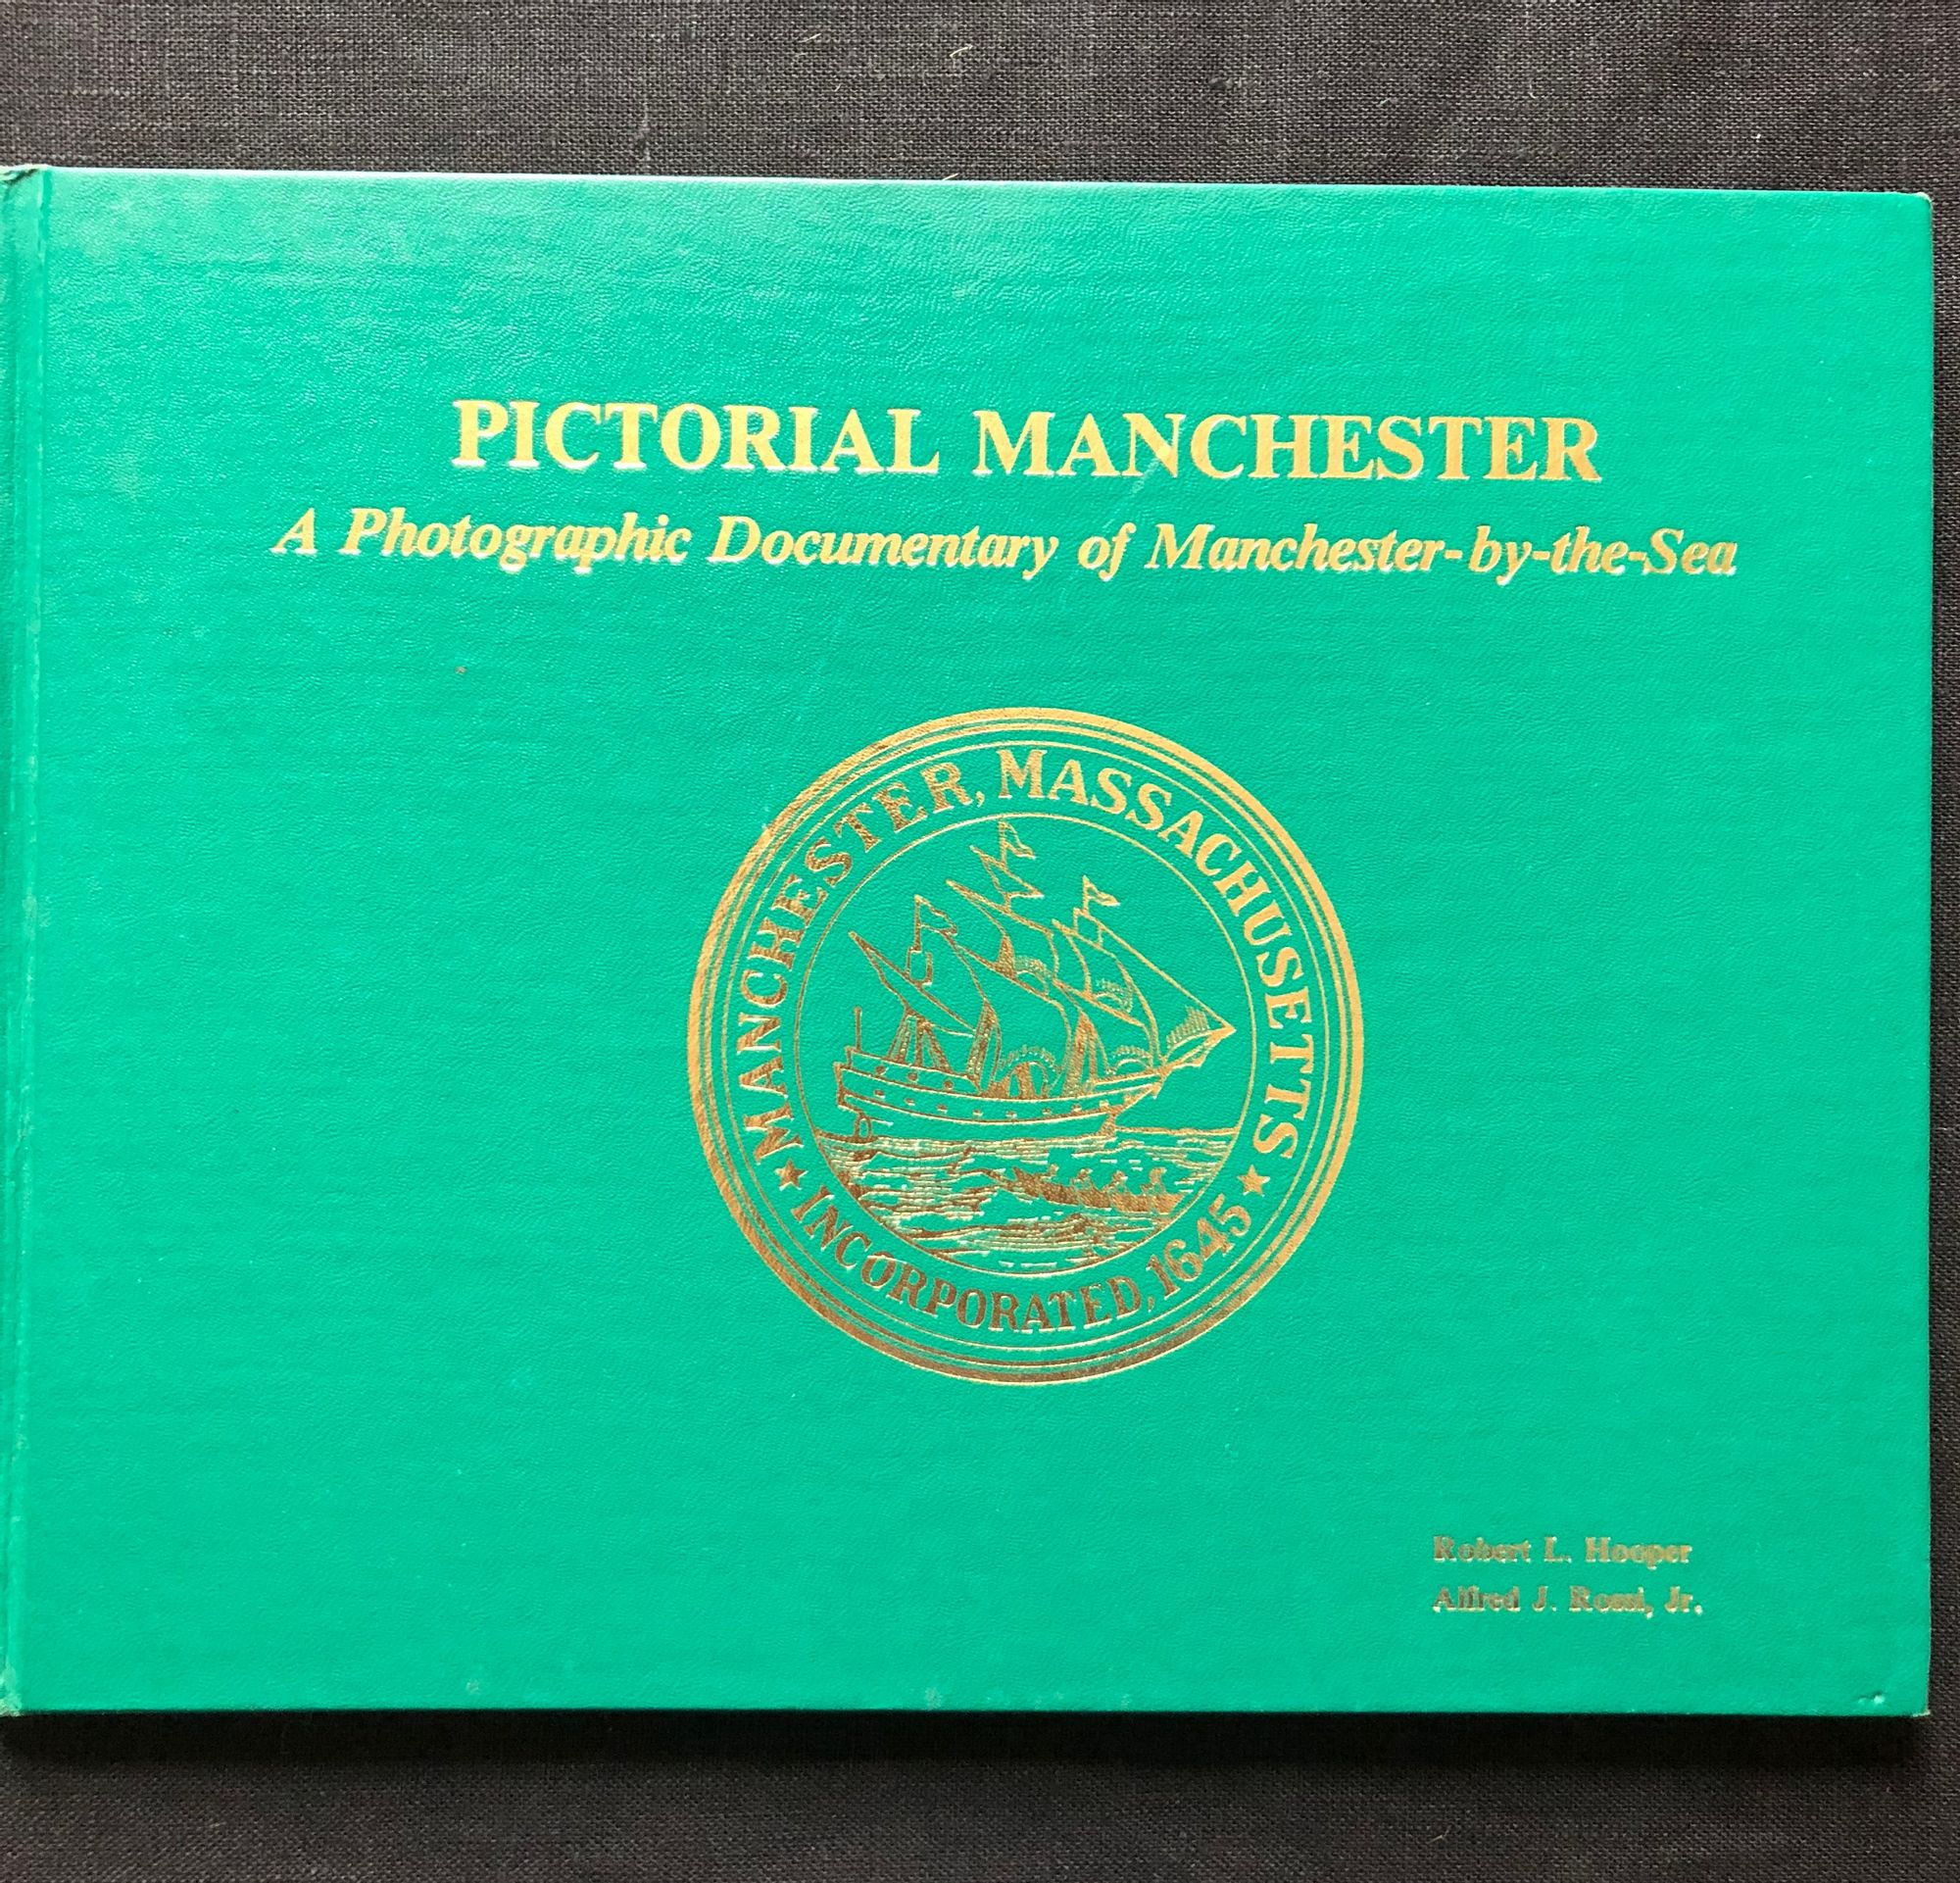 PICTORIAL MANCHESTER
A Photographic Documentary of Manchester-by-the-Sea
MANCHESTER, MASSACHUSETTS
★ INCORPORATED, 1645 ★
Robert L. Hooper
Alfred J. Rossi, Jr.